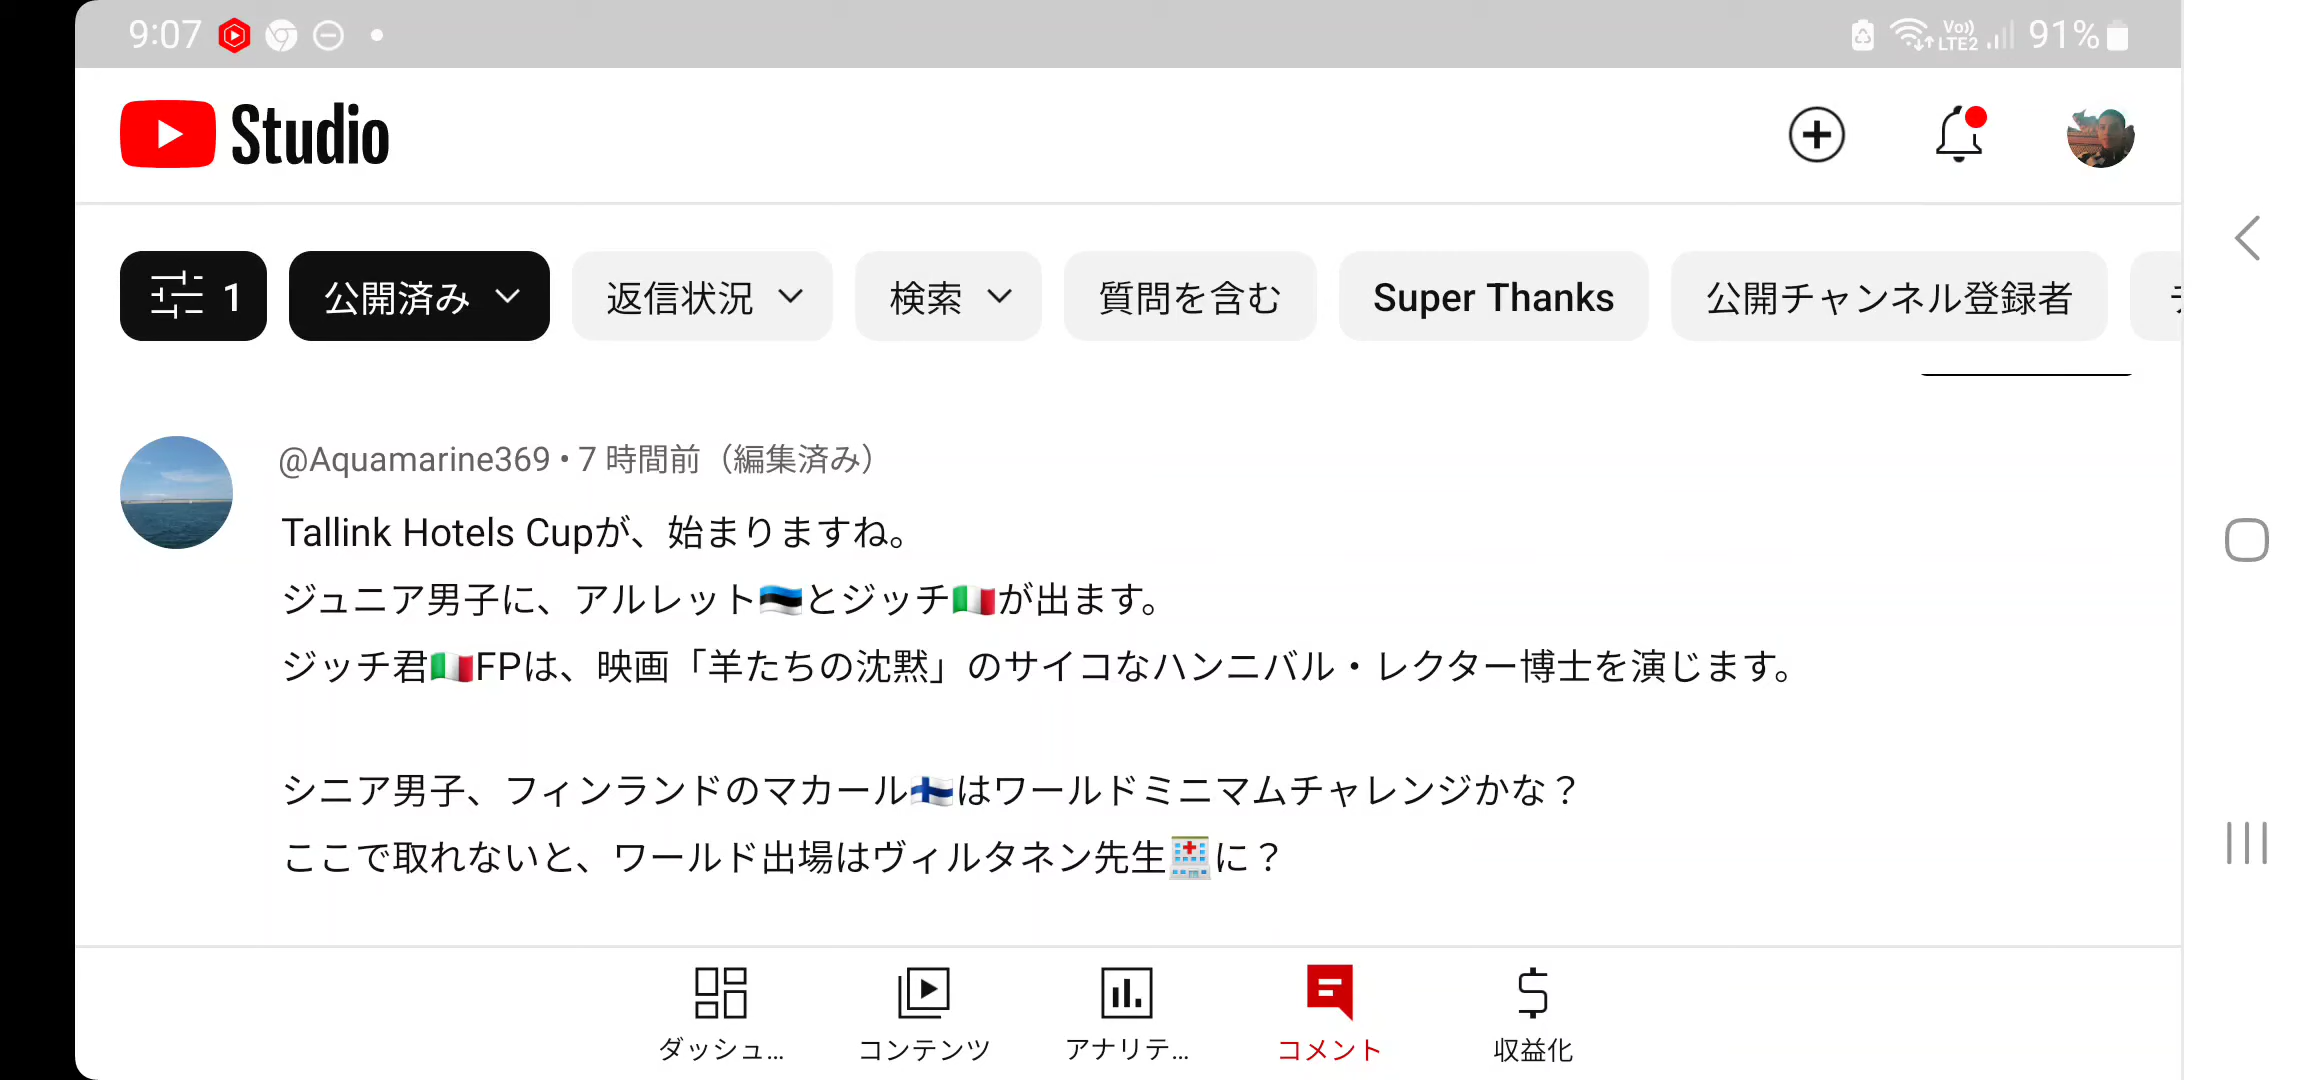 9:07
Vo)) LTE2
91%
Studio
1
公開済み
返信状況
検索
質問を含む
Super Thanks
公開チャンネル登録者
@Aquamarine369 • 7 時間前（編集済み）
Tallink Hotels Cupが、始まりますね。
ジュニア男子に、アルレット🇪🇪とジッチ🇮🇹が出ます。
ジッチ君🇮🇹FPは、映画「羊たちの沈黙」のサイコなハンニバル・レクター博士を演じます。
シニア男子、フィンランドのマカール🇫🇮はワールドミニマムチャレンジかな？
ここで取れないと、ワールド出場はヴィルタネン先生🏥に？
ダッシュ...
コンテンツ
アナリテ...
コメント
収益化